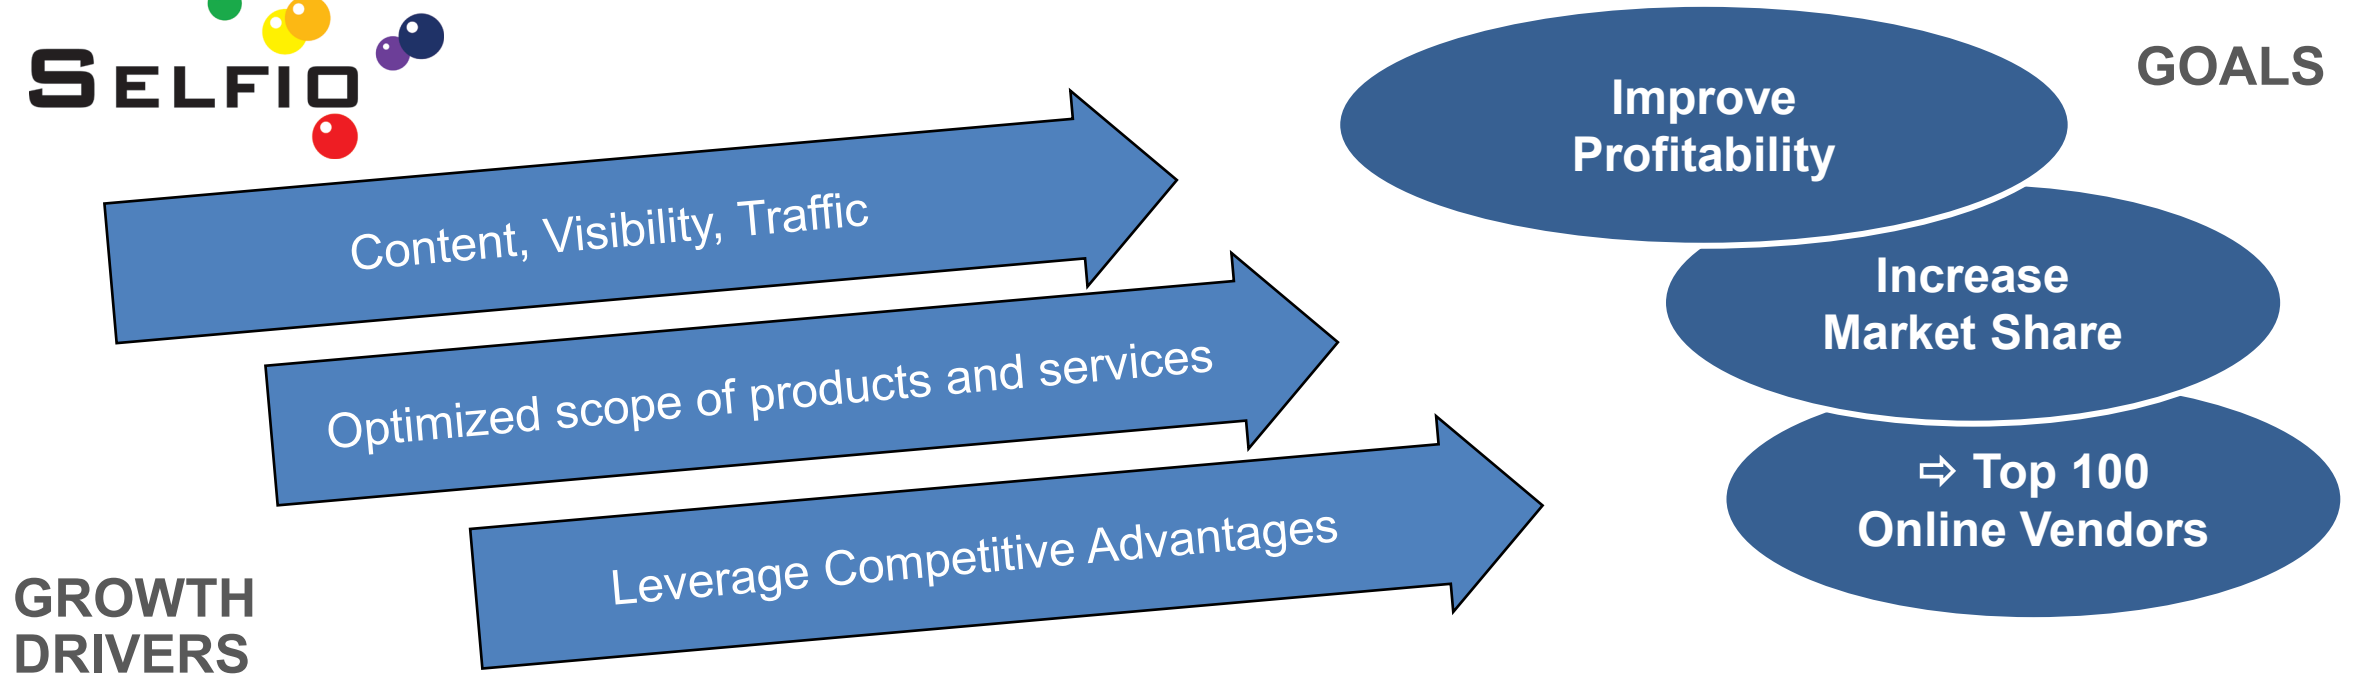 SELFIO
GOALS
Content, Visibility, Traffic
Optimized scope of products and services
Leverage Competitive Advantages
GROWTH
DRIVERS
Improve
Profitability
Increase
Market Share
⇨ Top 100
Online Vendors